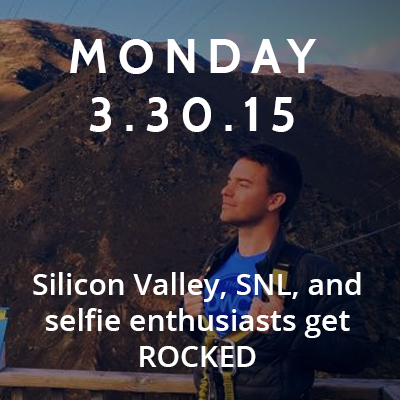 MONDAY
3.30.15
Silicon Valley, SNL, and
selfie enthusiasts get
ROCKED